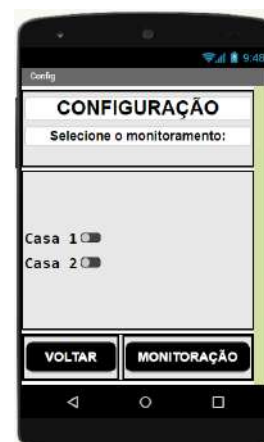 9:48
Config
CONFIGURAÇÃO
Selecione o monitoramento:
Casa 1
Casa 2
VOLTAR MONITORAÇÃO